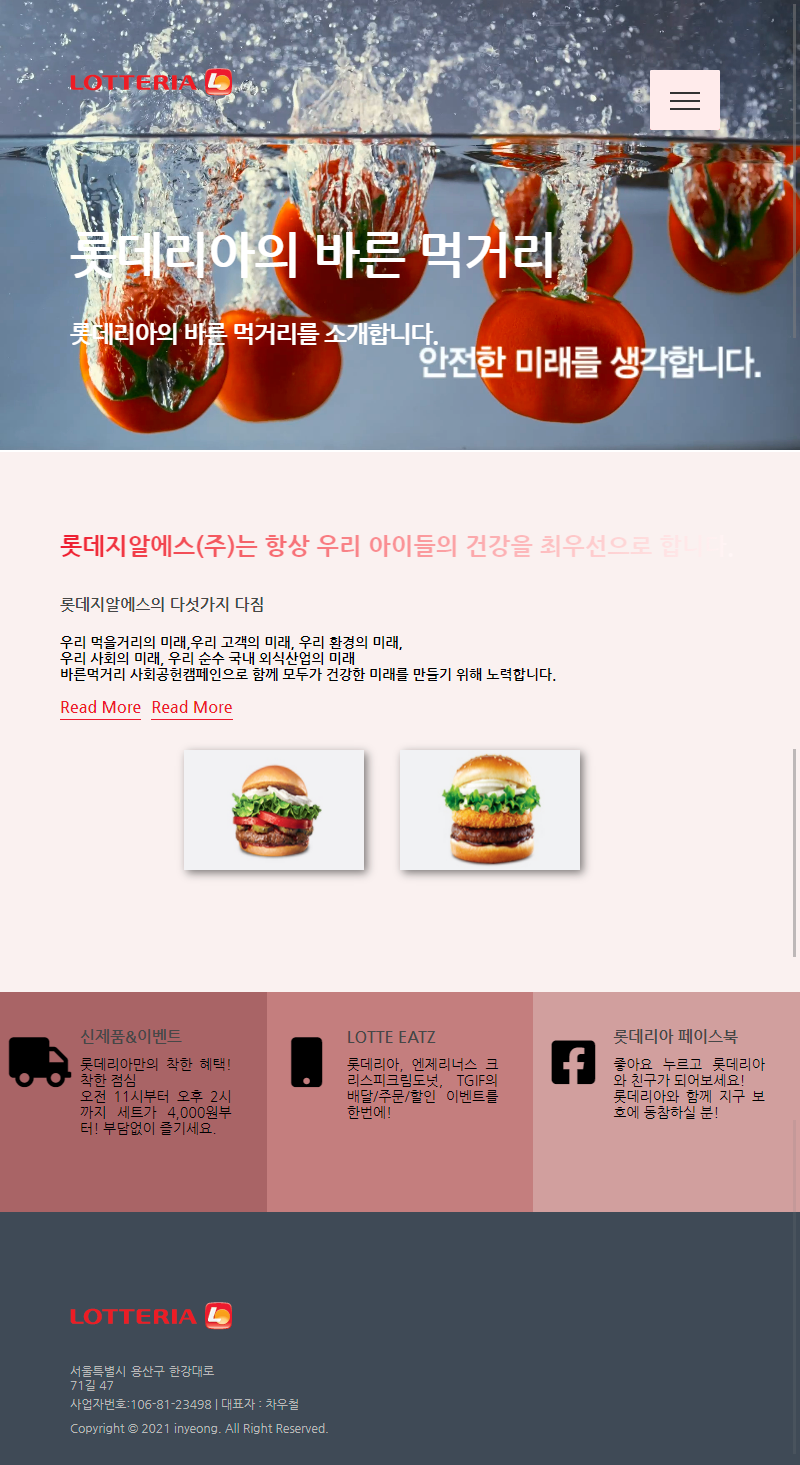 LOTTERIA
롯데리아의 바른 먹거리
롯데리아의 바른 먹거리를 소개합니다.
안전한 미래를 생각합니다.
롯데지알에스(주)는 항상 우리 아이들의 건강을 최우선으로 합니다.
롯데지알에스의 다섯가지 다짐
우리 먹을거리의 미래,우리 고객의 미래, 우리 환경의 미래,
우리 사회의 미래, 우리 순수 국내 외식산업의 미래
바른먹거리 사회공헌캠페인으로 함께 모두가 건강한 미래를 만들기 위해 노력합니다.
Read More Read More
신제품&이벤트
롯데리아만의 착한 혜택!
착한 점심
오전 11시부터 오후 2시
까지 세트가 4,000원부
터! 부담없이 즐기세요.
LOTTE EATZ
롯데리아, 엔제리너스 크
리스피크림도넛, TGIF의
배달/주문/할인 이벤트를
한번에!
롯데리아 페이스북
좋아요 누르고 롯데리아
와 친구가 되어보세요!
롯데리아와 함께 지구 보
호에 동참하실 분!
LOTTERIA
서울특별시 용산구 한강대로
71길 47
사업자번호:106-81-23498 | 대표자 : 차우철
Copyright © 2021 inyeong. All Right Reserved.